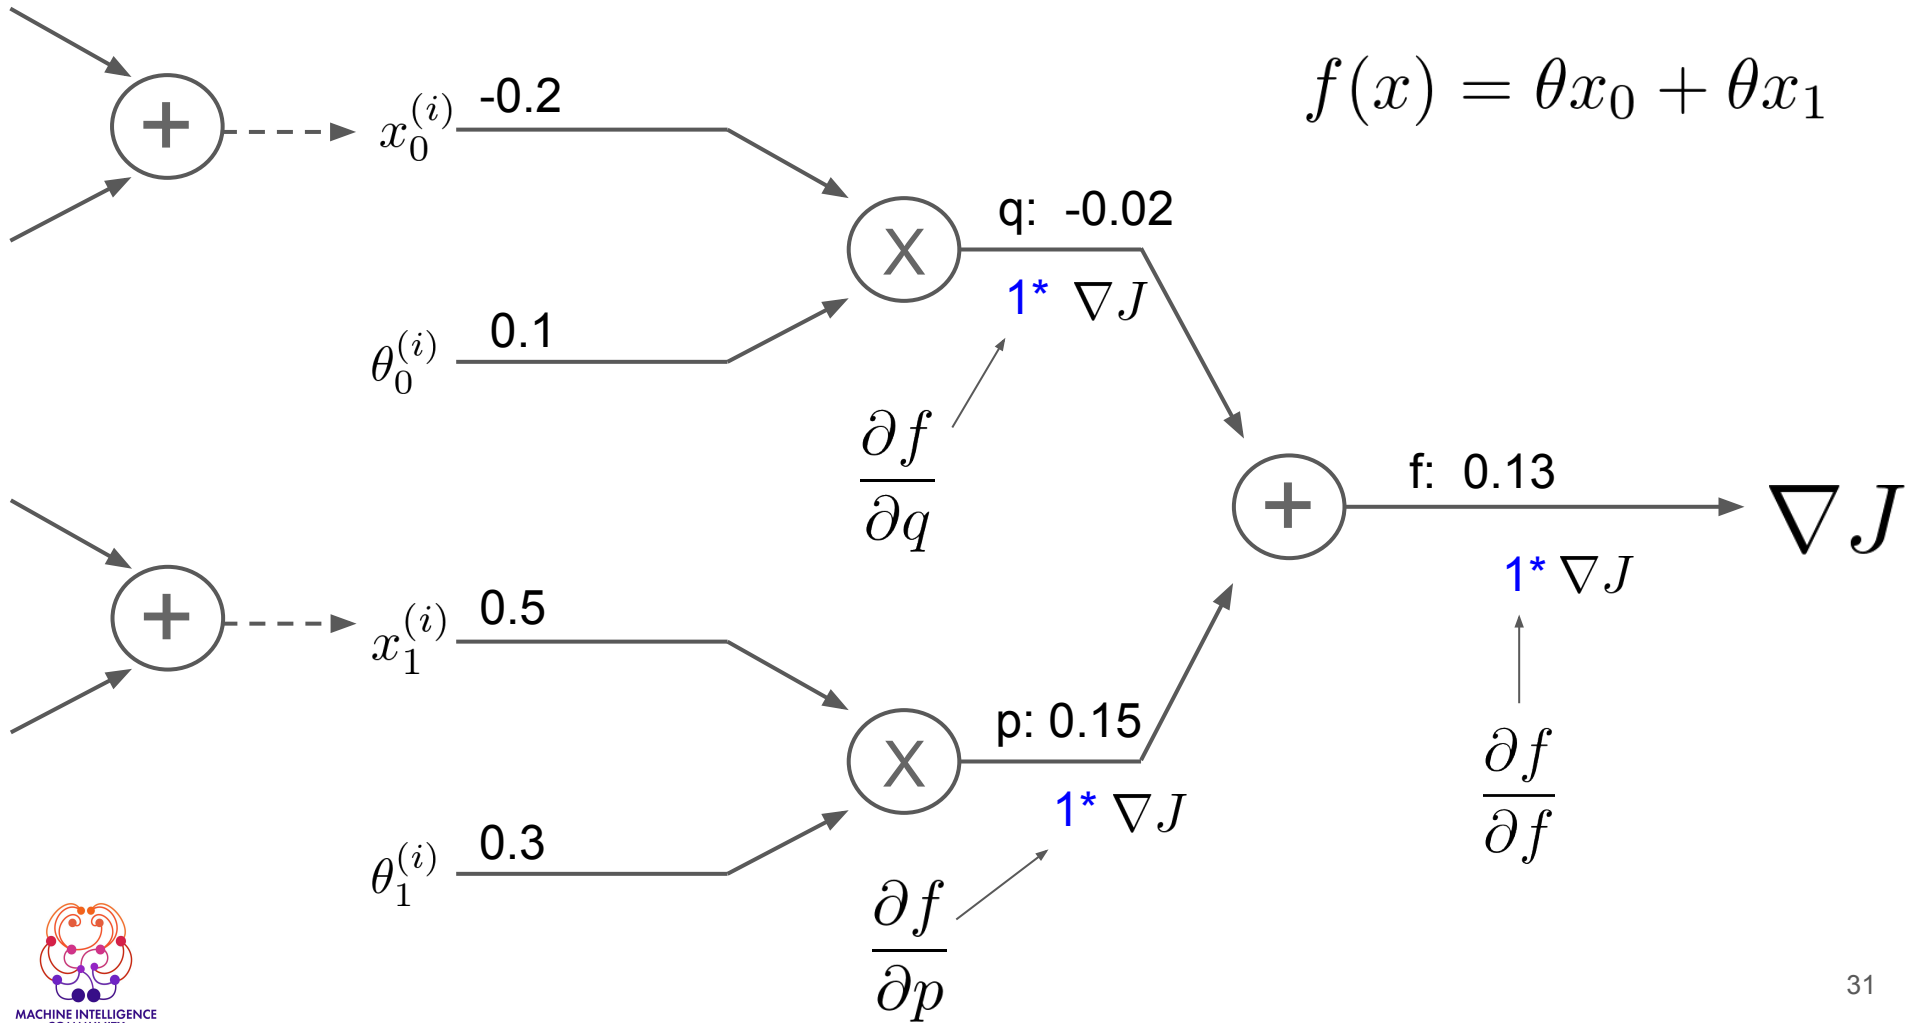 f(x) = θx₀ + θx₁
+
x₀⁽ⁱ⁾ -0.2
X
q: -0.02
1* ∇J
θ₀⁽ⁱ⁾ 0.1
∂f
∂q
+
f: 0.13
∇J
1* ∇J
∂f
∂f
+
x₁⁽ⁱ⁾ 0.5
X
p: 0.15
1* ∇J
θ₁⁽ⁱ⁾ 0.3
∂f
∂p
MACHINE INTELLIGENCE
COMMUNITY
31